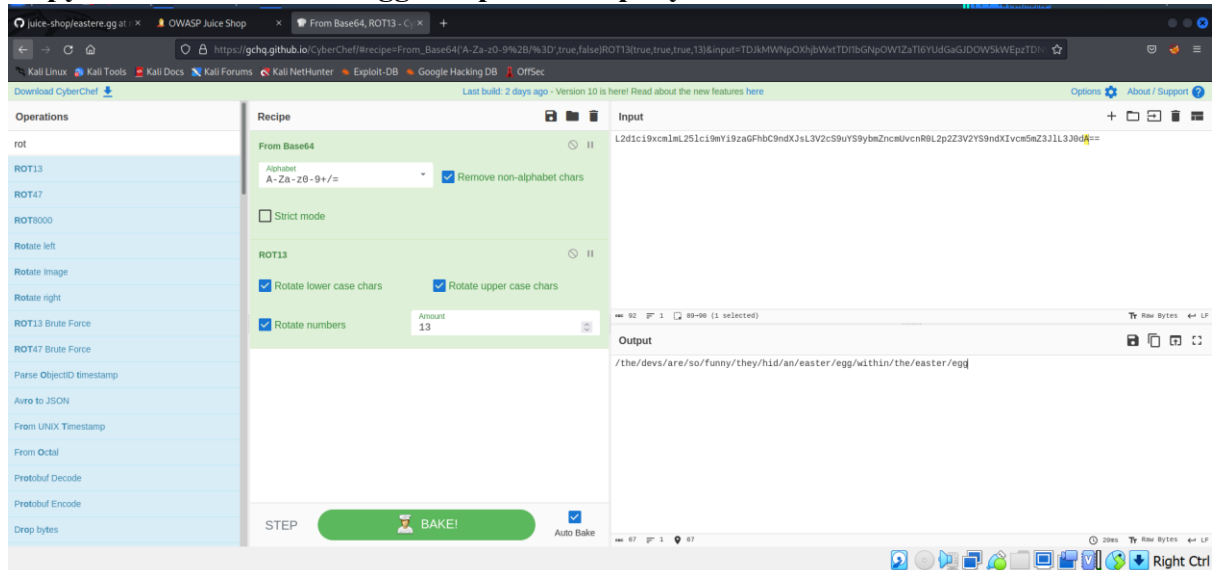 juice-shop/eastere.gg at
OWASP Juice Shop
From Base64, ROT13 - Cy
https://gchq.github.io/CyberChef/#recipe=From_Base64('A-Za-z0-9%2B/%3D',true,false)ROT13(true,true,true,13)&input=TDJkMWNpOXhjbWxtTDI1bGNpOW1ZaTl6YUdGaGJDOW5kWEpzTDN
Kali Linux Kali Tools Kali Docs Kali Forums Kali NetHunter Exploit-DB Google Hacking DB OffSec
Download CyberChef
Last build: 2 days ago - Version 10 is here! Read about the new features here
Options About / Support ?
Operations
Recipe
Input
rot
ROT13
ROT47
ROT8000
Rotate left
Rotate Image
Rotate right
ROT13 Brute Force
ROT47 Brute Force
Parse ObjectID timestamp
Avro to JSON
From UNIX Timestamp
From Octal
Protobuf Decode
Protobuf Encode
Drop bytes
From Base64
Alphabet
A-Za-z0-9+/=
Remove non-alphabet chars
Strict mode
ROT13
Rotate lower case chars
Rotate upper case chars
Rotate numbers
Amount
13
STEP
BAKE!
Auto Bake
L2d1ci9xcmlmL25lci9mYi9zaGFhbC9ndXJsL3V2cS9uYS9ybmZncmUvcnR0L2p2Z3V2YS9ndXIvcm5mZ3JlL3J0dA==
92 1 89→90 (1 selected)
Tr Raw Bytes LF
Output
/the/devs/are/so/funny/they/hid/an/easter/egg/within/the/easter/egg
67 1 67
20ms Tr Raw Bytes LF
Right Ctrl